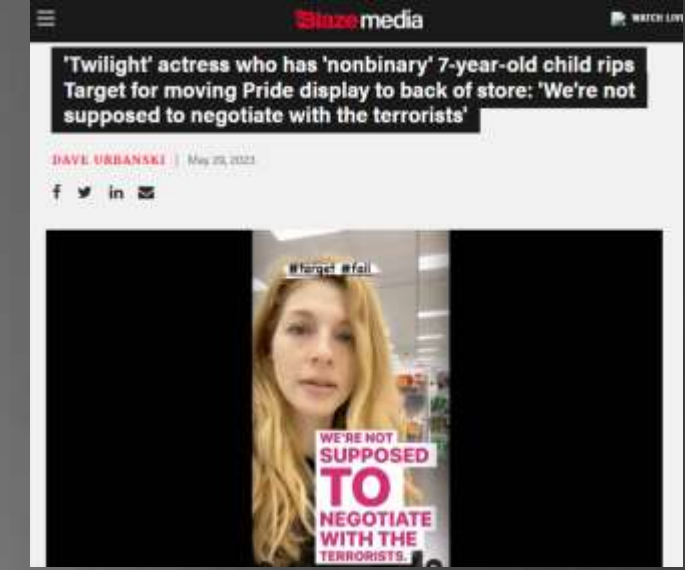 Blaze media
WATCH LIVE
'Twilight' actress who has 'nonbinary' 7-year-old child rips
Target for moving Pride display to back of store: 'We're not
supposed to negotiate with the terrorists'
DAVE URBANSKI | May 29, 2023
f in
#target #fail
WE'RE NOT
SUPPOSED
TO
NEGOTIATE
WITH THE
TERRORISTS.